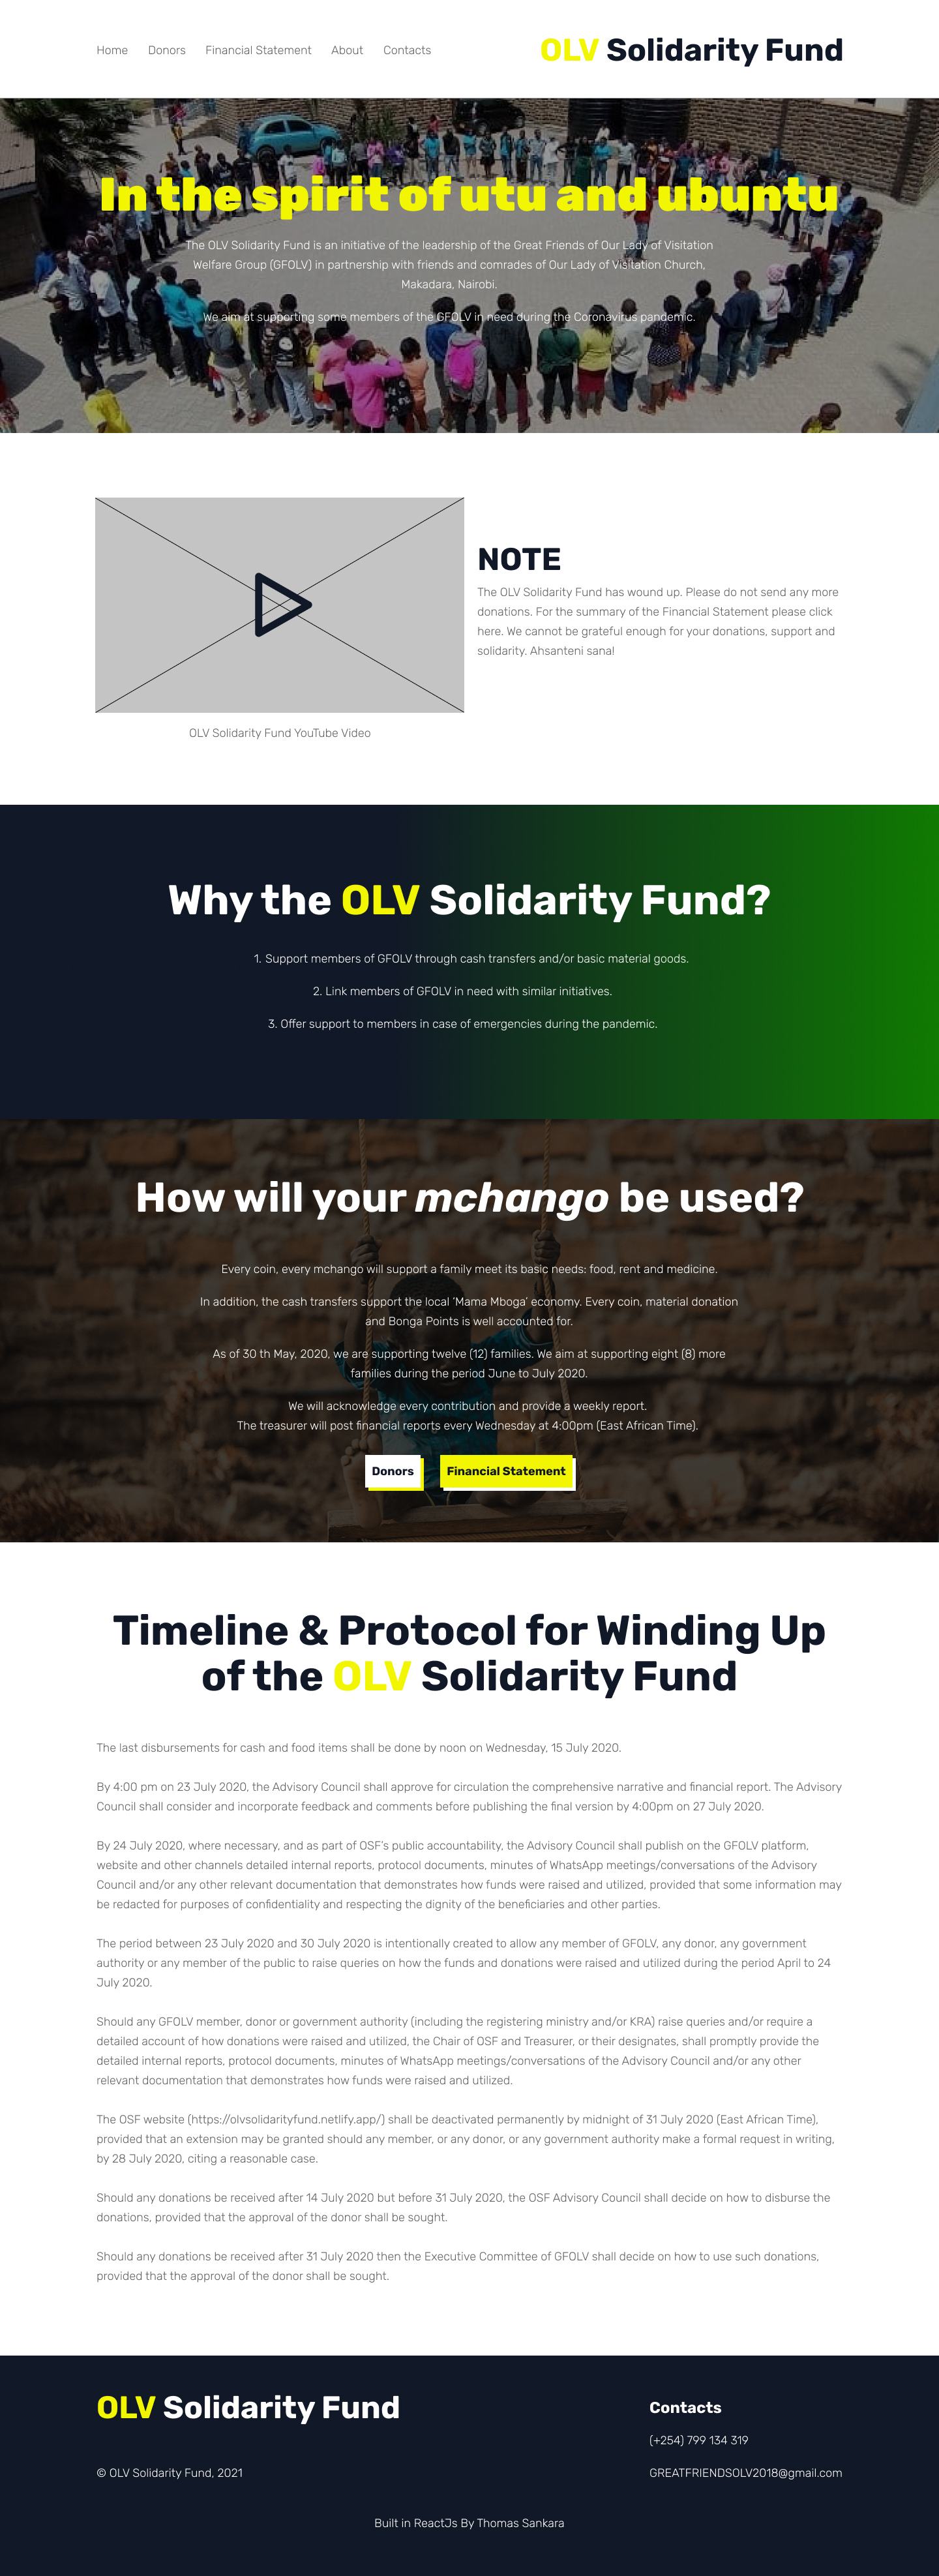 Home Donors Financial Statement About Contacts
OLV Solidarity Fund
In the spirit of utu and ubuntu
The OLV Solidarity Fund is an initiative of the leadership of the Great Friends of Our Lady of Visitation
Welfare Group (GFOLV) in partnership with friends and comrades of Our Lady of Visitation Church,
Makadara, Nairobi.
We aim at supporting some members of the GFOLV in need during the Coronavirus pandemic.
OLV Solidarity Fund YouTube Video
NOTE
The OLV Solidarity Fund has wound up. Please do not send any more
donations. For the summary of the Financial Statement please click
here. We cannot be grateful enough for your donations, support and
solidarity. Ahsanteni sana!
Why the OLV Solidarity Fund?
1. Support members of GFOLV through cash transfers and/or basic material goods.
2. Link members of GFOLV in need with similar initiatives.
3. Offer support to members in case of emergencies during the pandemic.
How will your mchango be used?
Every coin, every mchango will support a family meet its basic needs: food, rent and medicine.
In addition, the cash transfers support the local ‘Mama Mboga’ economy. Every coin, material donation
and Bonga Points is well accounted for.
As of 30 th May, 2020, we are supporting twelve (12) families. We aim at supporting eight (8) more
families during the period June to July 2020.
We will acknowledge every contribution and provide a weekly report.
The treasurer will post financial reports every Wednesday at 4:00pm (East African Time).
Donors
Financial Statement
Timeline & Protocol for Winding Up
of the OLV Solidarity Fund
The last disbursements for cash and food items shall be done by noon on Wednesday, 15 July 2020.
By 4:00 pm on 23 July 2020, the Advisory Council shall approve for circulation the comprehensive narrative and financial report. The Advisory
Council shall consider and incorporate feedback and comments before publishing the final version by 4:00pm on 27 July 2020.
By 24 July 2020, where necessary, and as part of OSF’s public accountability, the Advisory Council shall publish on the GFOLV platform,
website and other channels detailed internal reports, protocol documents, minutes of WhatsApp meetings/conversations of the Advisory
Council and/or any other relevant documentation that demonstrates how funds were raised and utilized, provided that some information may
be redacted for purposes of confidentiality and respecting the dignity of the beneficiaries and other parties.
The period between 23 July 2020 and 30 July 2020 is intentionally created to allow any member of GFOLV, any donor, any government
authority or any member of the public to raise queries on how the funds and donations were raised and utilized during the period April to 24
July 2020.
Should any GFOLV member, donor or government authority (including the registering ministry and/or KRA) raise queries and/or require a
detailed account of how donations were raised and utilized, the Chair of OSF and Treasurer, or their designates, shall promptly provide the
detailed internal reports, protocol documents, minutes of WhatsApp meetings/conversations of the Advisory Council and/or any other
relevant documentation that demonstrates how funds were raised and utilized.
The OSF website (https://olvsolidarityfund.netlify.app/) shall be deactivated permanently by midnight of 31 July 2020 (East African Time),
provided that an extension may be granted should any member, or any donor, or any government authority make a formal request in writing,
by 28 July 2020, citing a reasonable case.
Should any donations be received after 14 July 2020 but before 31 July 2020, the OSF Advisory Council shall decide on how to disburse the
donations, provided that the approval of the donor shall be sought.
Should any donations be received after 31 July 2020 then the Executive Committee of GFOLV shall decide on how to use such donations,
provided that the approval of the donor shall be sought.
OLV Solidarity Fund
© OLV Solidarity Fund, 2021
Contacts
(+254) 799 134 319
GREATFRIENDSOLV2018@gmail.com
Built in ReactJs By Thomas Sankara